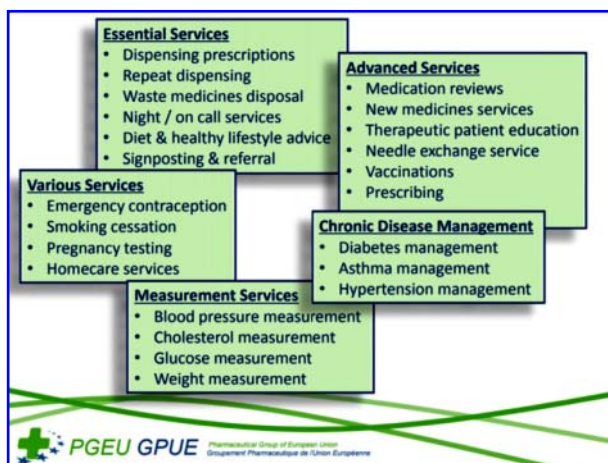 Essential Services
• Dispensing prescriptions
• Repeat dispensing
• Waste medicines disposal
• Night / on call services
• Diet & healthy lifestyle advice
• Signposting & referral
Advanced Services
• Medication reviews
• New medicines services
• Therapeutic patient education
• Needle exchange service
• Vaccinations
• Prescribing
Various Services
• Emergency contraception
• Smoking cessation
• Pregnancy testing
• Homecare services
Chronic Disease Management
• Diabetes management
• Asthma management
• Hypertension management
Measurement Services
• Blood pressure measurement
• Cholesterol measurement
• Glucose measurement
• Weight measurement
PGEU GPUE
Pharmaceutical Group of European Union
Groupement Pharmaceutique de l'Union Européenne